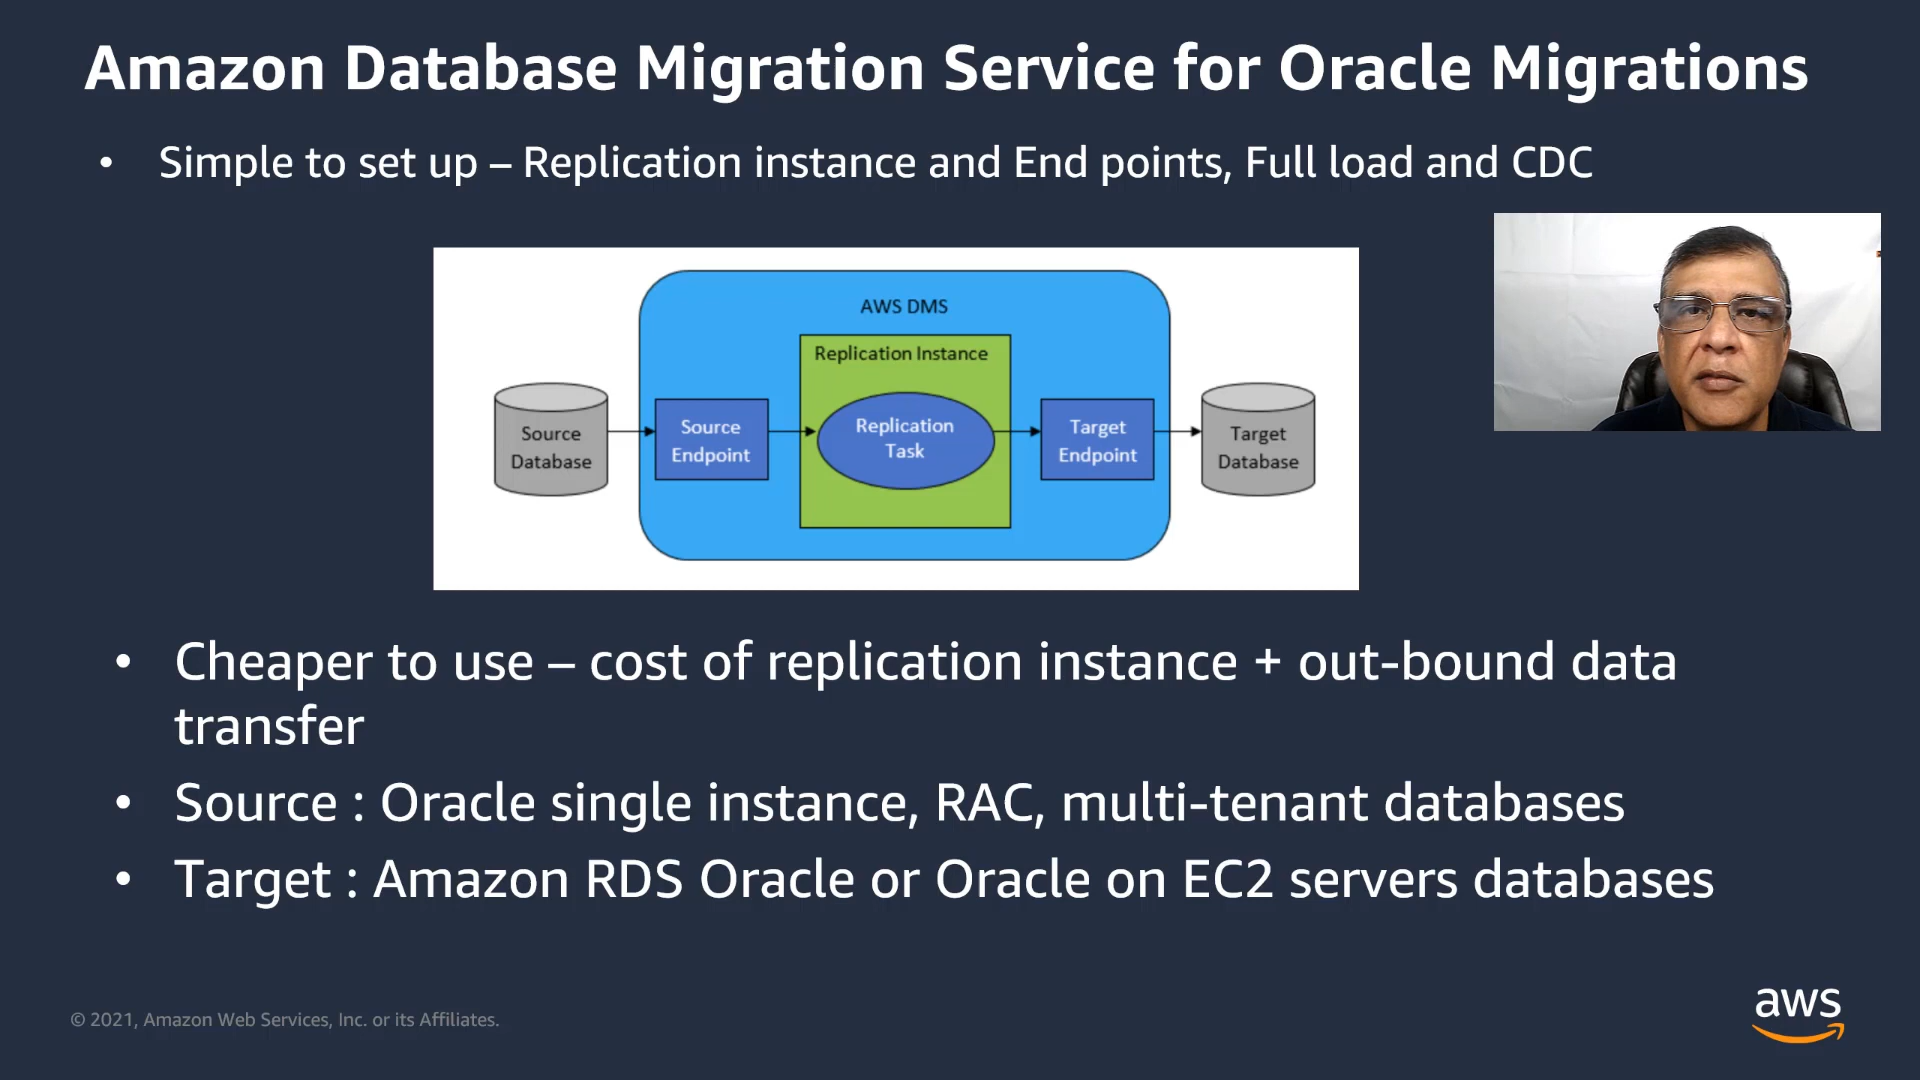 Amazon Database Migration Service for Oracle Migrations
• Simple to set up – Replication instance and End points, Full load and CDC
AWS DMS
Replication Instance
Source
Database
Source
Endpoint
Replication
Task
Target
Endpoint
Target
Database
• Cheaper to use – cost of replication instance + out-bound data
transfer
• Source : Oracle single instance, RAC, multi-tenant databases
• Target : Amazon RDS Oracle or Oracle on EC2 servers databases
© 2021, Amazon Web Services, Inc. or its Affiliates.
aws